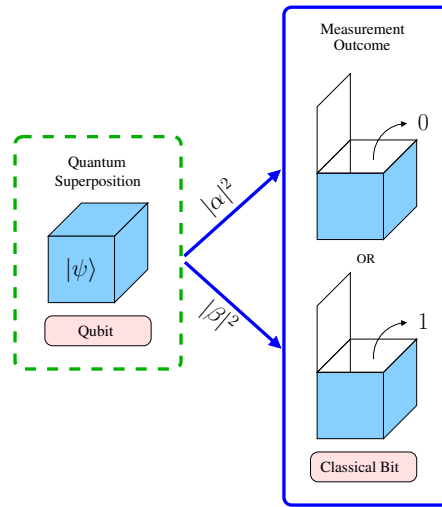 Quantum
Superposition
|ψ⟩
Qubit
|α|²
|β|²
Measurement
Outcome
0
OR
1
Classical Bit